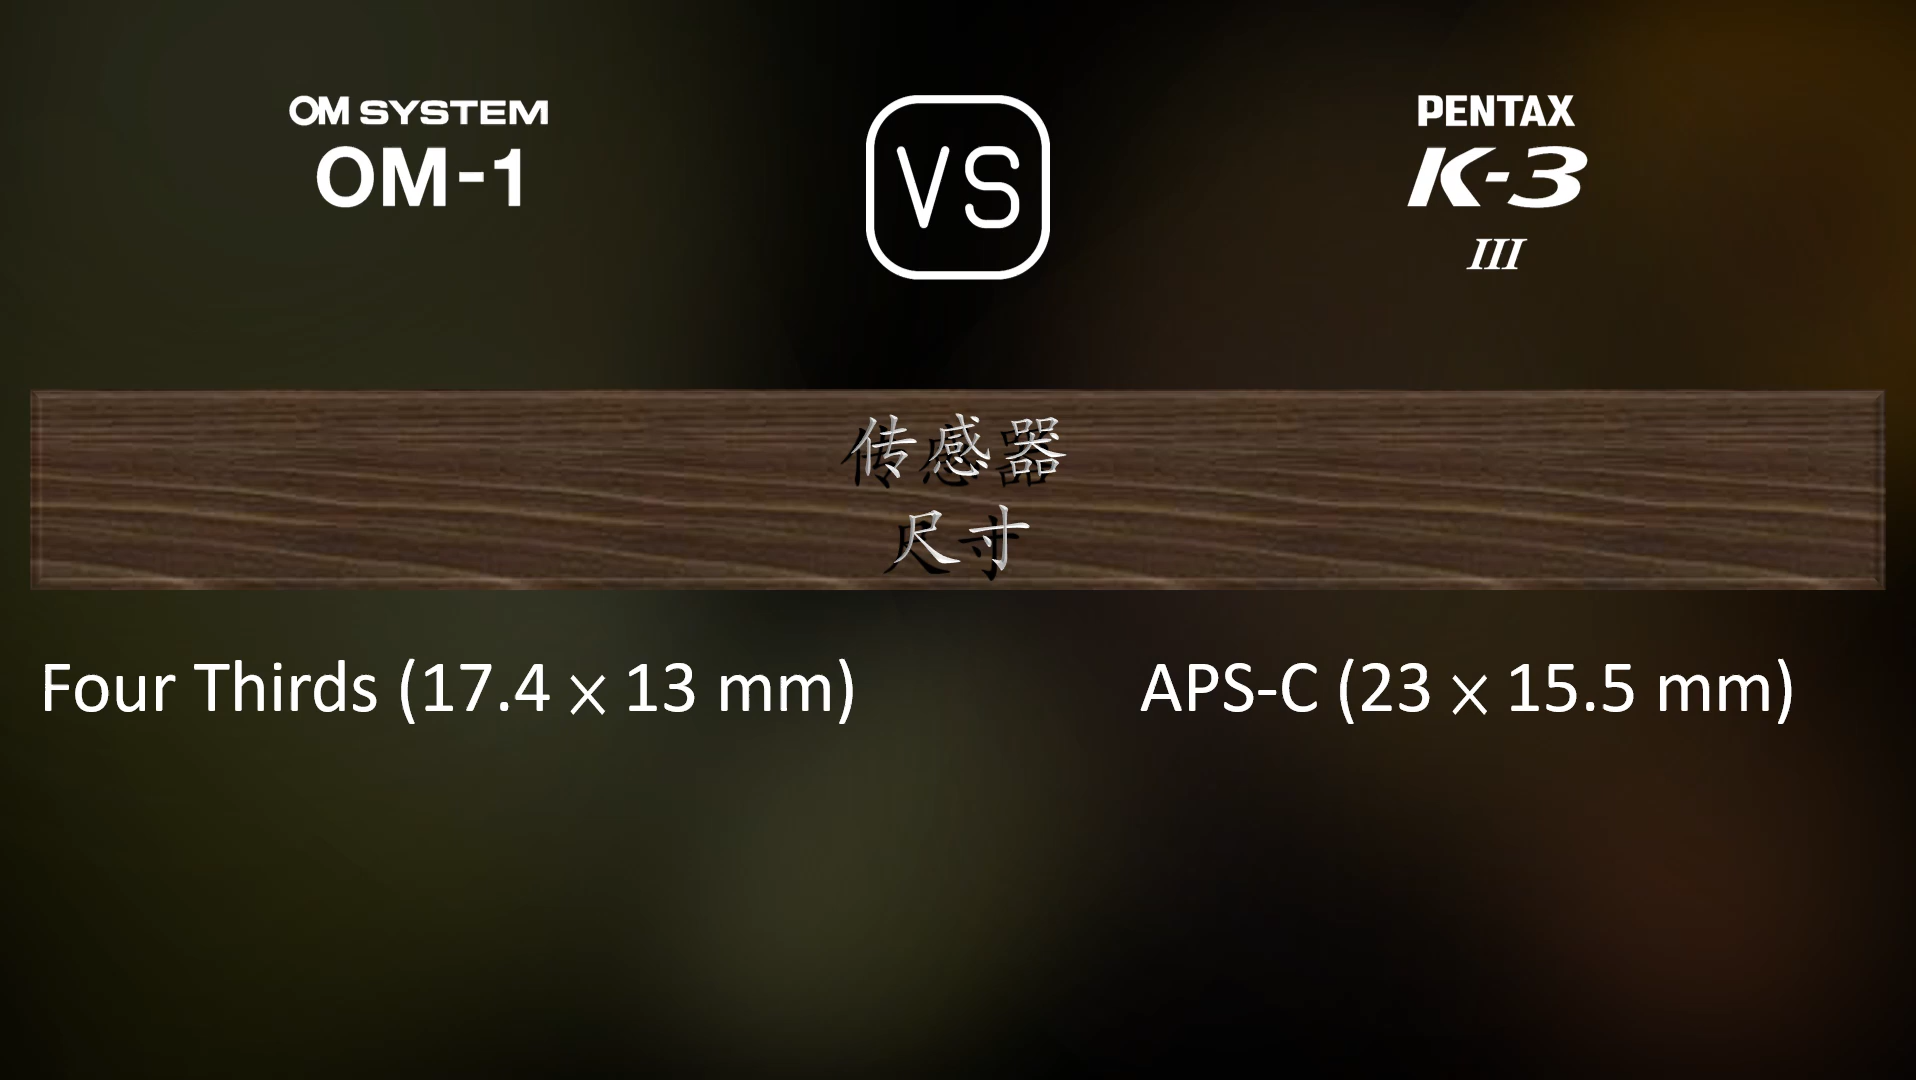 OM SYSTEM
OM-1
VS
PENTAX
K-3
III
传感器
尺寸
Four Thirds (17.4 x 13 mm)
APS-C (23 x 15.5 mm)